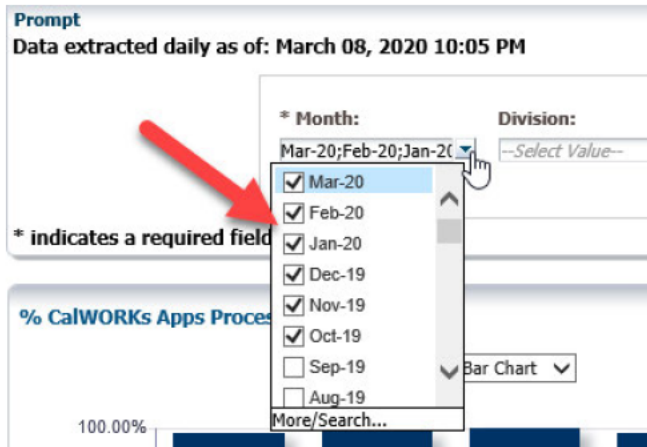 Prompt
Data extracted daily as of: March 08, 2020 10:05 PM
* Month:
Division:
Mar-20;Feb-20;Jan-20
--Select Value--
Mar-20
Feb-20
* indicates a required field
Jan-20
Dec-19
Nov-19
% CalWORKs Apps
Oct-19
Sep-19
Bar Chart
Aug-19
More/Search...
100.00%